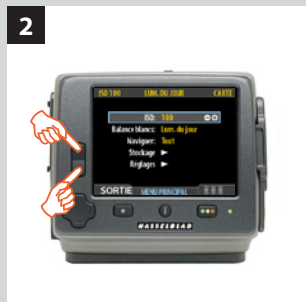 2
ISO 100 LUM. DU JOUR CARTE
ISO: 100
Balance blancs: Lum. du jour
Naviguer: Tout
Stockage
Réglages
SORTIE MENU PRINCIPAL
HASSELBLAD